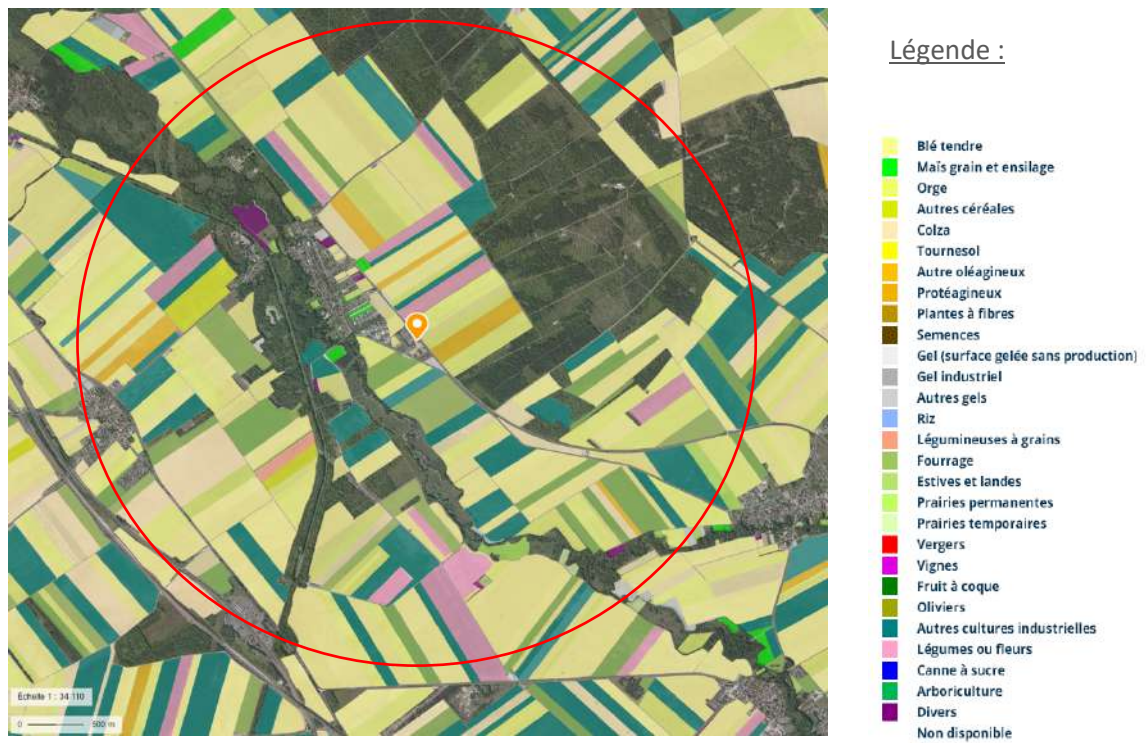 Légende :
Blé tendre
Maïs grain et ensilage
Orge
Autres céréales
Colza
Tournesol
Autre oléagineux
Protéagineux
Plantes à fibres
Semences
Gel (surface gelée sans production)
Gel industriel
Autres gels
Riz
Légumineuses à grains
Fourrage
Estives et landes
Prairies permanentes
Prairies temporaires
Vergers
Vignes
Fruit à coque
Oliviers
Autres cultures industrielles
Légumes ou fleurs
Canne à sucre
Arboriculture
Divers
Non disponible
Échelle 1 : 34 110
0 500 m